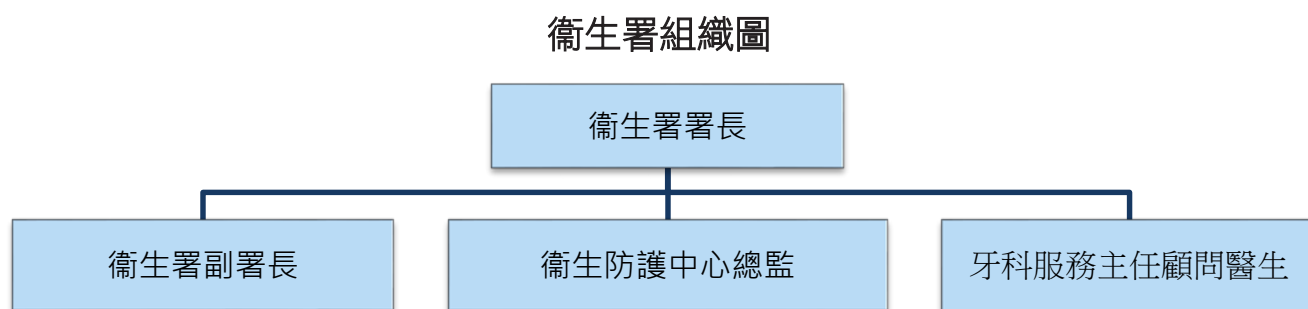 衞生署組織圖
衞生署署長
衞生署副署長
衞生防護中心總監
牙科服務主任顧問醫生